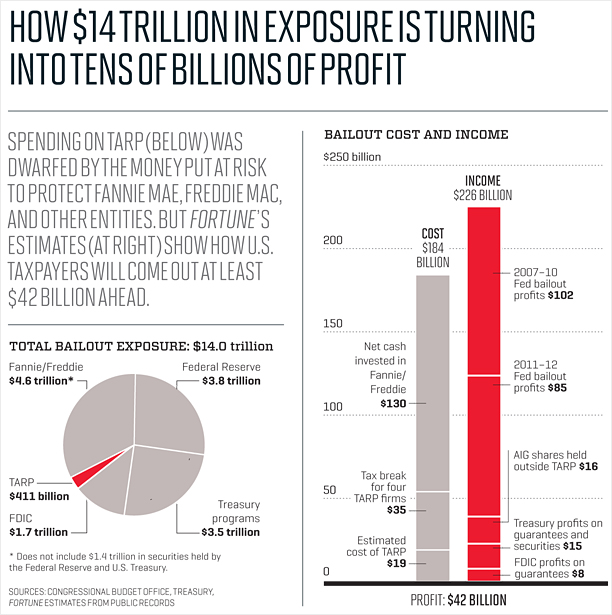 HOW $14 TRILLION IN EXPOSURE IS TURNING
INTO TENS OF BILLIONS OF PROFIT
SPENDING ON TARP (BELOW) WAS
DWARFED BY THE MONEY PUT AT RISK
TO PROTECT FANNIE MAE, FREDDIE MAC,
AND OTHER ENTITIES. BUT FORTUNE'S
ESTIMATES (AT RIGHT) SHOW HOW U.S.
TAXPAYERS WILL COME OUT AT LEAST
$42 BILLION AHEAD.
TOTAL BAILOUT EXPOSURE: $14.0 trillion
Fannie/Freddie
$4.6 trillion*
Federal Reserve
$3.8 trillion
TARP
$411 billion
FDIC
$1.7 trillion
Treasury
programs
$3.5 trillion
* Does not include $1.4 trillion in securities held by
the Federal Reserve and U.S. Treasury.
SOURCES: CONGRESSIONAL BUDGET OFFICE, TREASURY,
FORTUNE ESTIMATES FROM PUBLIC RECORDS
BAILOUT COST AND INCOME
$250 billion
200
150
100
50
0
COST
$184
BILLION
INCOME
$226 BILLION
Net cash
invested in
Fannie/
Freddie
$130
Tax break
for four
TARP firms
$35
Estimated
cost of TARP
$19
2007–10
Fed bailout
profits $102
2011–12
Fed bailout
profit $85
AIG shares held
outside TARP $16
Treasury profits on
guarantees and
securities $15
FDIC profits on
guarantees $8
PROFIT: $42 BILLION